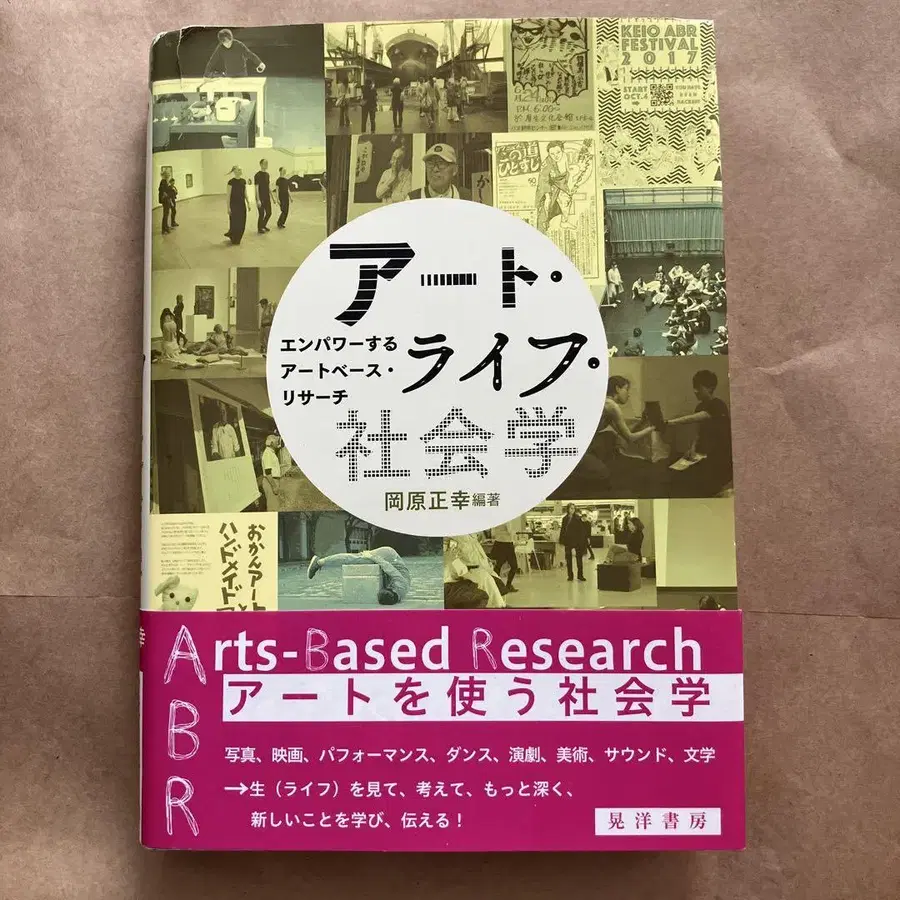 KEIO ABR
FESTIVAL
2017
START
OCT.4
アート・
エンパワーする
アートベース・
リサーチ
ライフ・
社会学
岡原正幸編著
おかんアート
ハンドメイド
Arts-Based Research
アートを使う社会学
ABR
写真、映画、パフォーマンス、ダンス、演劇、美術、サウンド、文学
→生（ライフ）を見て、考えて、もっと深く、
新しいことを学び、伝える！
晃洋書房